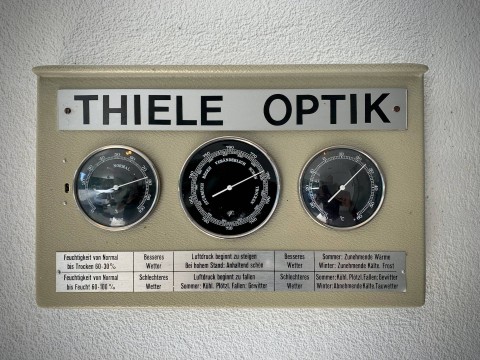 THIELE OPTIK
NORMAL
VERÄNDERLICH
Feuchtigkeit von Normal
bis Trocken 60-30%
Besseres
Wetter
Luftdruck beginnt zu steigen
Bei hohem Stand: Anhaltend schön
Besseres
Wetter
Sommer: Zunehmende Wärme
Winter: Zunehmende Kälte, Frost
Feuchtigkeit von Normal
bis Feucht 60-100%
Schlechteres
Wetter
Luftdruck beginnt zu fallen
Sommer: Kühl, Plötzl. Fallen: Gewitter
Schlechteres
Wetter
Sommer: Kühl, Plötzl. Fallen: Gewitter
Winter: Abnehmende Kälte, Tauwetter